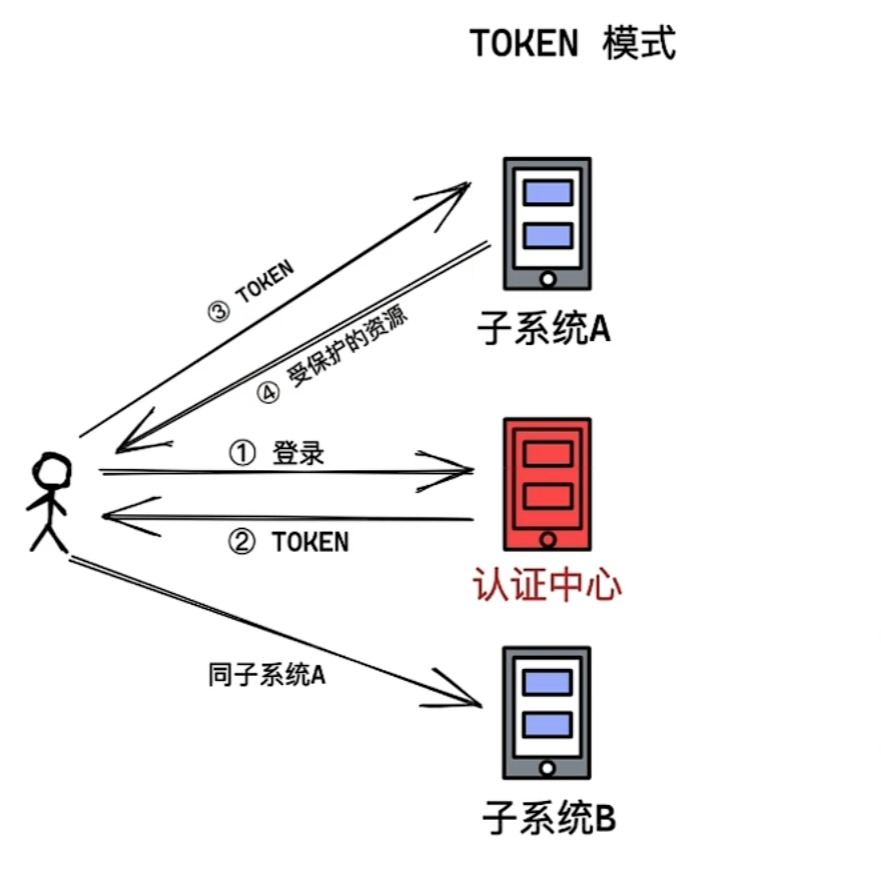 TOKEN 模式
③ TOKEN
子系统A
④ 受保护的资源
① 登录
② TOKEN
认证中心
同子系统A
子系统B